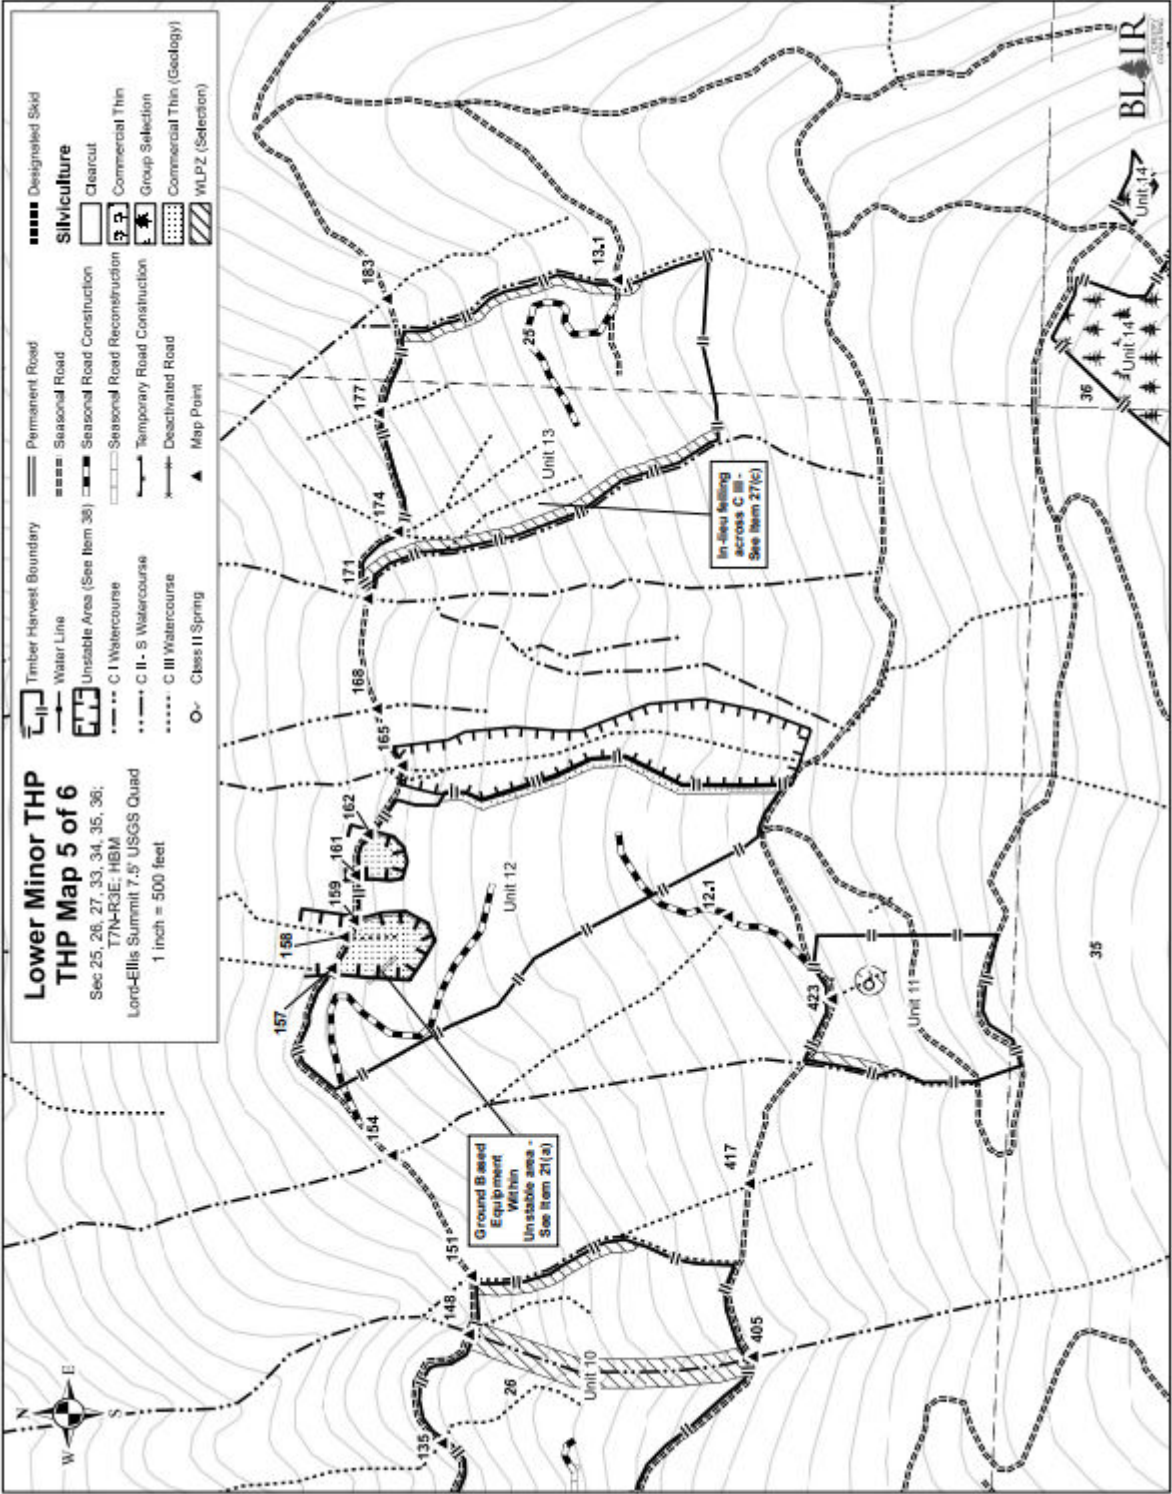 Lower Minor THP
THP Map 5 of 6
Sec 25, 26, 27, 33, 34, 35, 36;
T7N-R3E; HBM
Lord-Ellis Summit 7.5' USGS Quad
1 inch = 500 feet
Timber Harvest Boundary
Water Line
Unstable Area (See Item 38)
C I Watercourse
C II - S Watercourse
C III Watercourse
Class II Spring
Permanent Road
Seasonal Road
Seasonal Road Construction
Seasonal Road Reconstruction
Temporary Road Construction
Deactivated Road
Map Point
Designated Skid
Silviculture
Clearcut
Commercial Thin
Group Selection
Commercial Thin (Geology)
WLPZ (Selection)
N
W
E
S
135
148
151
154
157
158
159
161
162
165
168
171
174
177
183
26
Unit 10
405
417
Ground Based
Equipment
Within
Unstable area -
See Item 21(a)
Unit 12
12.1
423
Unit 11
Unit 13
25
13.1
In-lieu felling
across C III -
See Item 27(c)
35
36
Unit 14
Unit 14
BLAIR